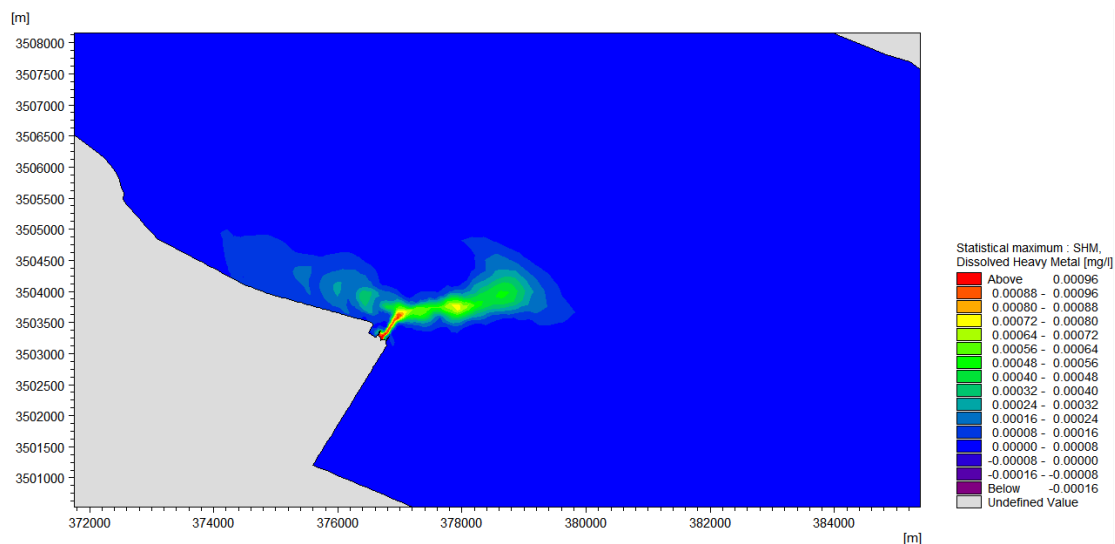 [m]
3508000
3507500
3507000
3506500
3506000
3505500
3505000
3504500
3504000
3503500
3503000
3502500
3502000
3501500
3501000
372000 374000 376000 378000 380000 382000 384000
[m]
Statistical maximum : SHM,
Dissolved Heavy Metal [mg/l]
Above 0.00096
0.00088 - 0.00096
0.00080 - 0.00088
0.00072 - 0.00080
0.00064 - 0.00072
0.00056 - 0.00064
0.00048 - 0.00056
0.00040 - 0.00048
0.00032 - 0.00040
0.00024 - 0.00032
0.00016 - 0.00024
0.00008 - 0.00016
0.00000 - 0.00008
-0.00008 - 0.00000
-0.00016 - -0.00008
Below -0.00016
Undefined Value